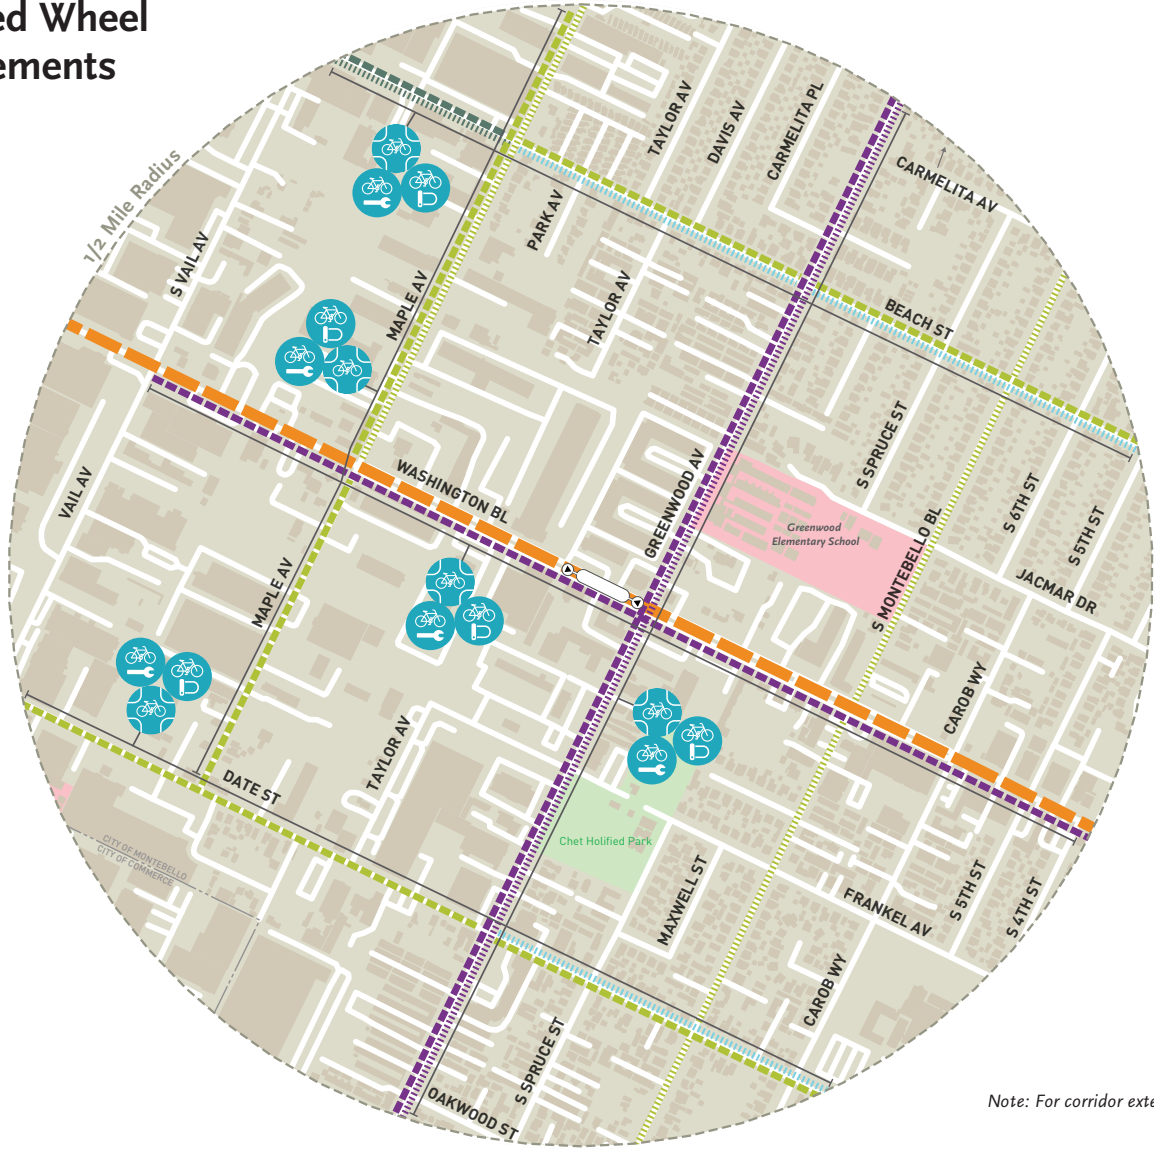 ed Wheel
ements
1/2 Mile Radius
TAYLOR AV
DAVIS AV
CARMELITA PL
CARMELITA AV
S VAIL AV
PARK AV
MAPLE AV
TAYLOR AV
BEACH ST
VAIL AV
WASHINGTON BL
GREENWOOD AV
S SPRUCE ST
Greenwood
Elementary School
S MONTEBELLO BL
S 6TH ST
S 5TH ST
JACMAR DR
MAPLE AV
CAROB WY
TAYLOR AV
DATE ST
Chet Holifield Park
CITY OF MONTEBELLO
CITY OF COMMERCE
MAXWELL ST
FRANKEL AV
S 5TH ST
S 4TH ST
CAROB WY
S SPRUCE ST
OAKWOOD ST
Note: For corridor exte